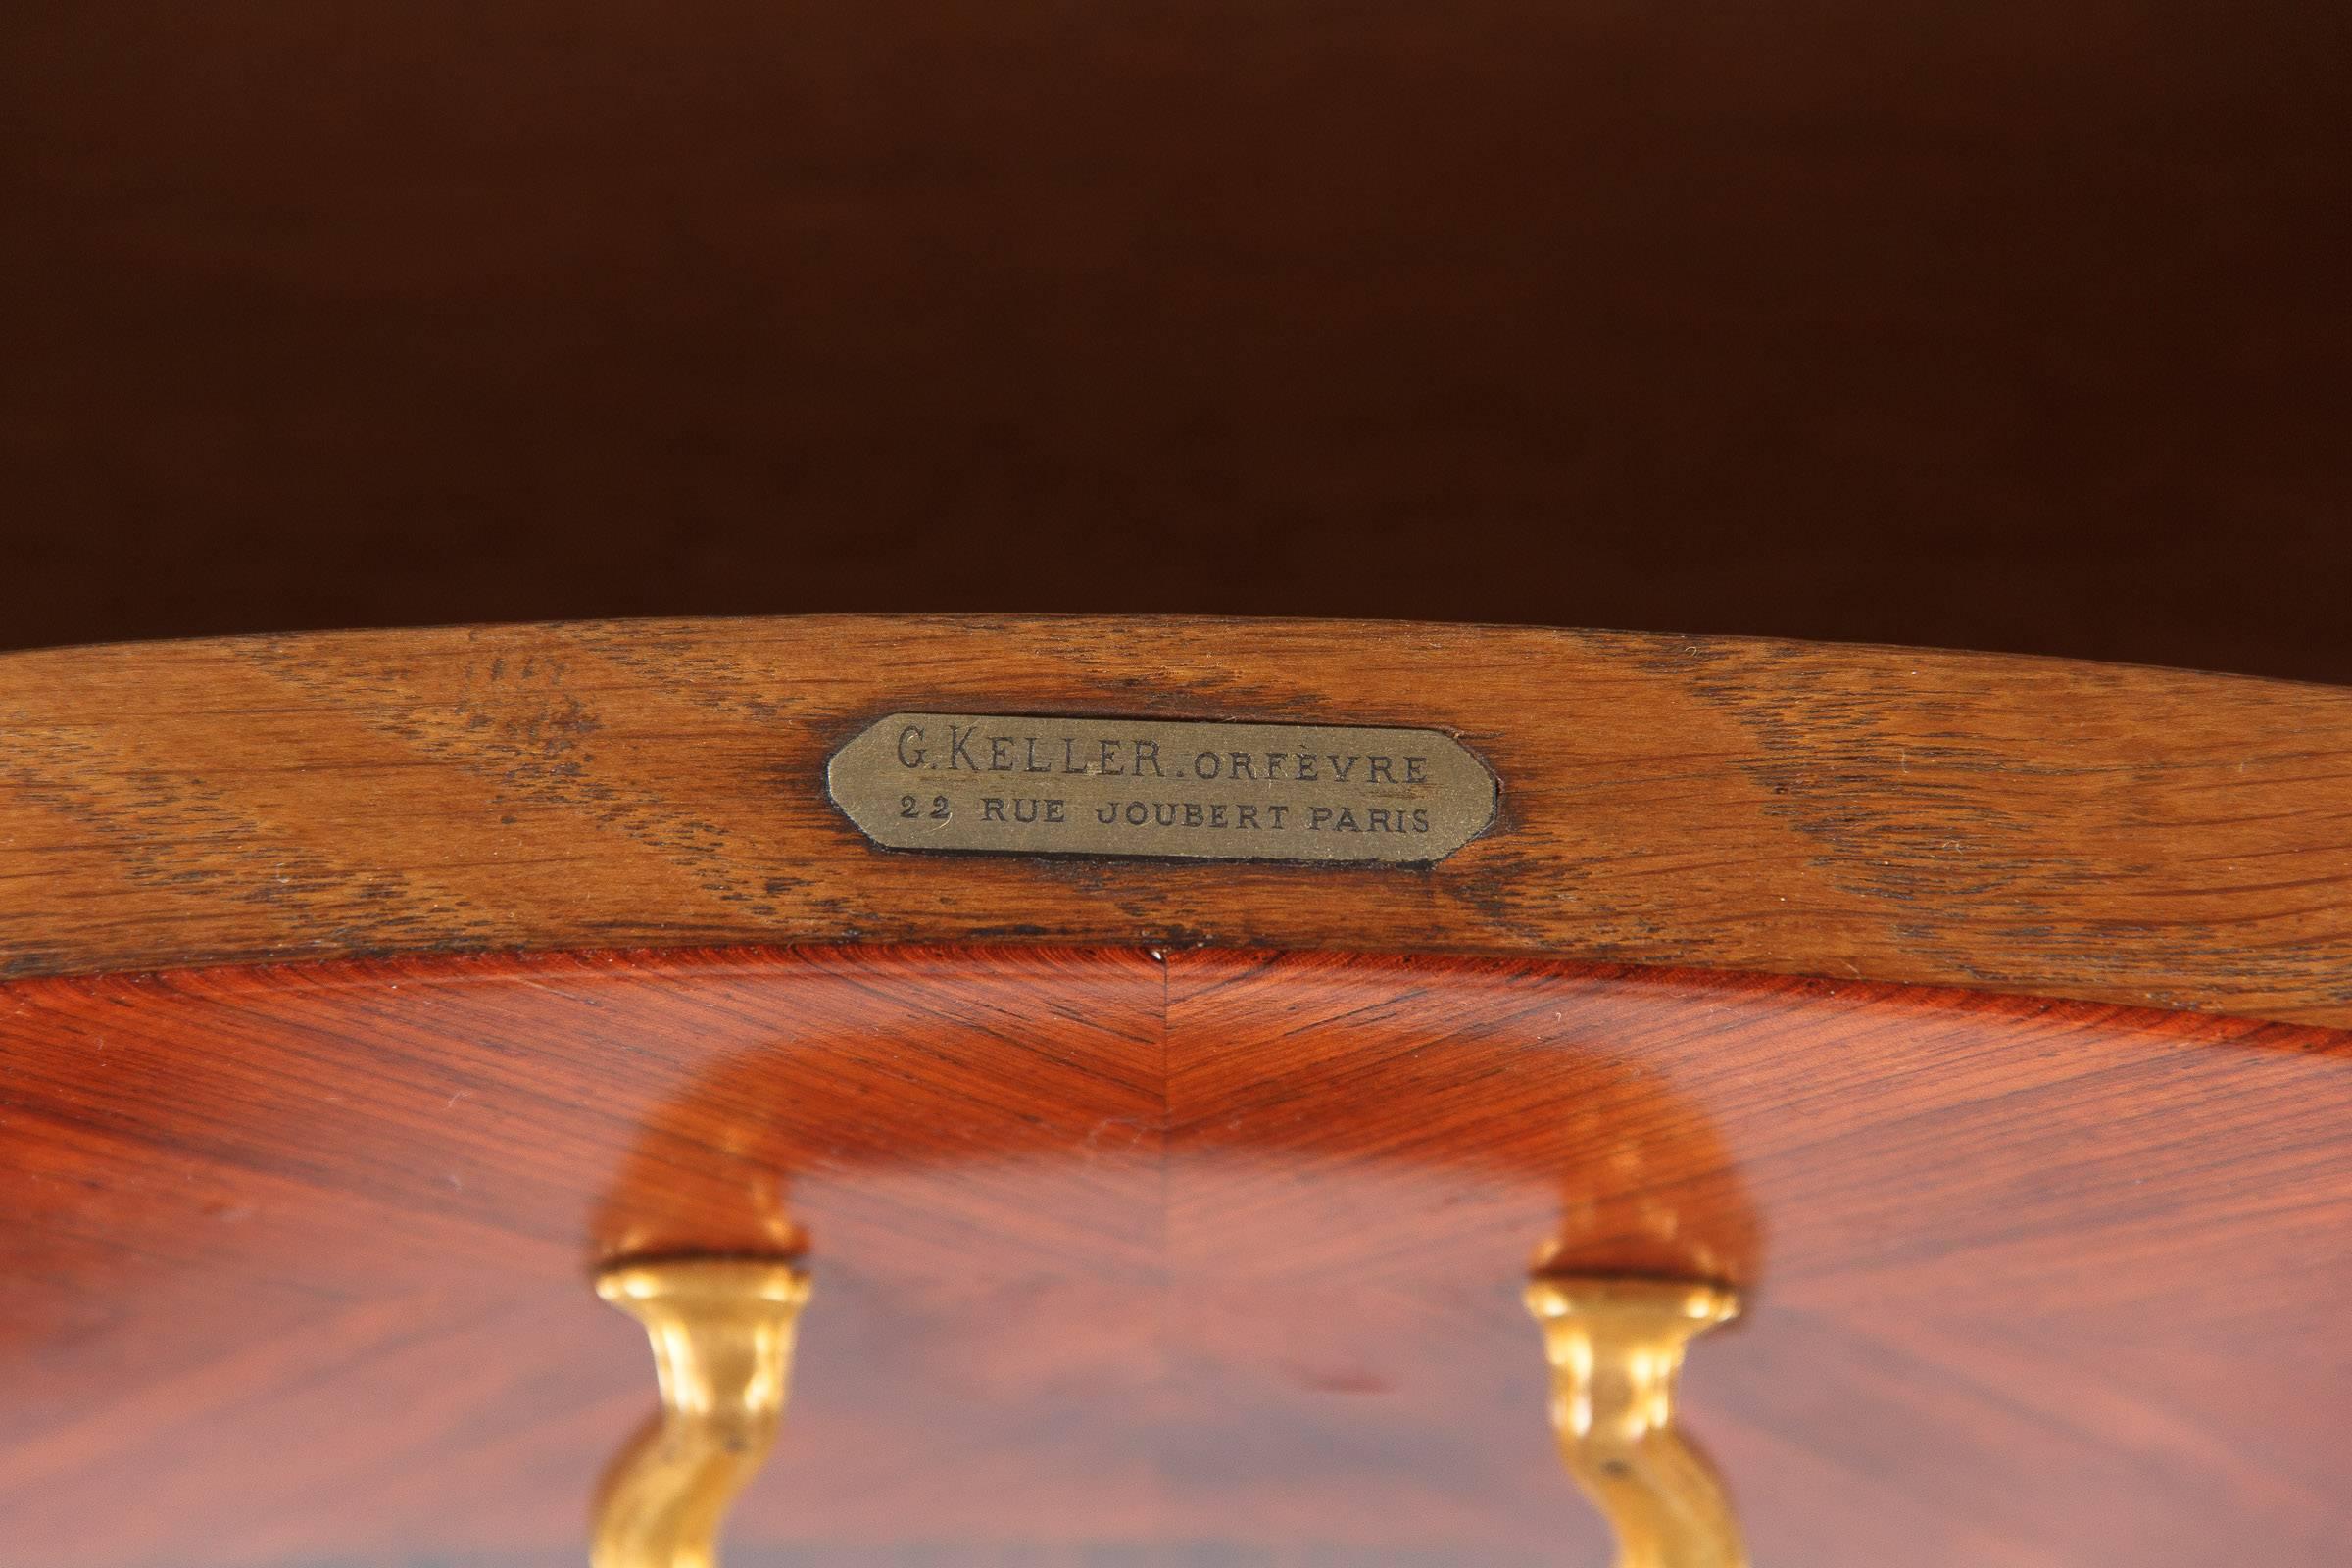 G. KELLER. ORFÈVRE
22 RUE JOUBERT PARIS